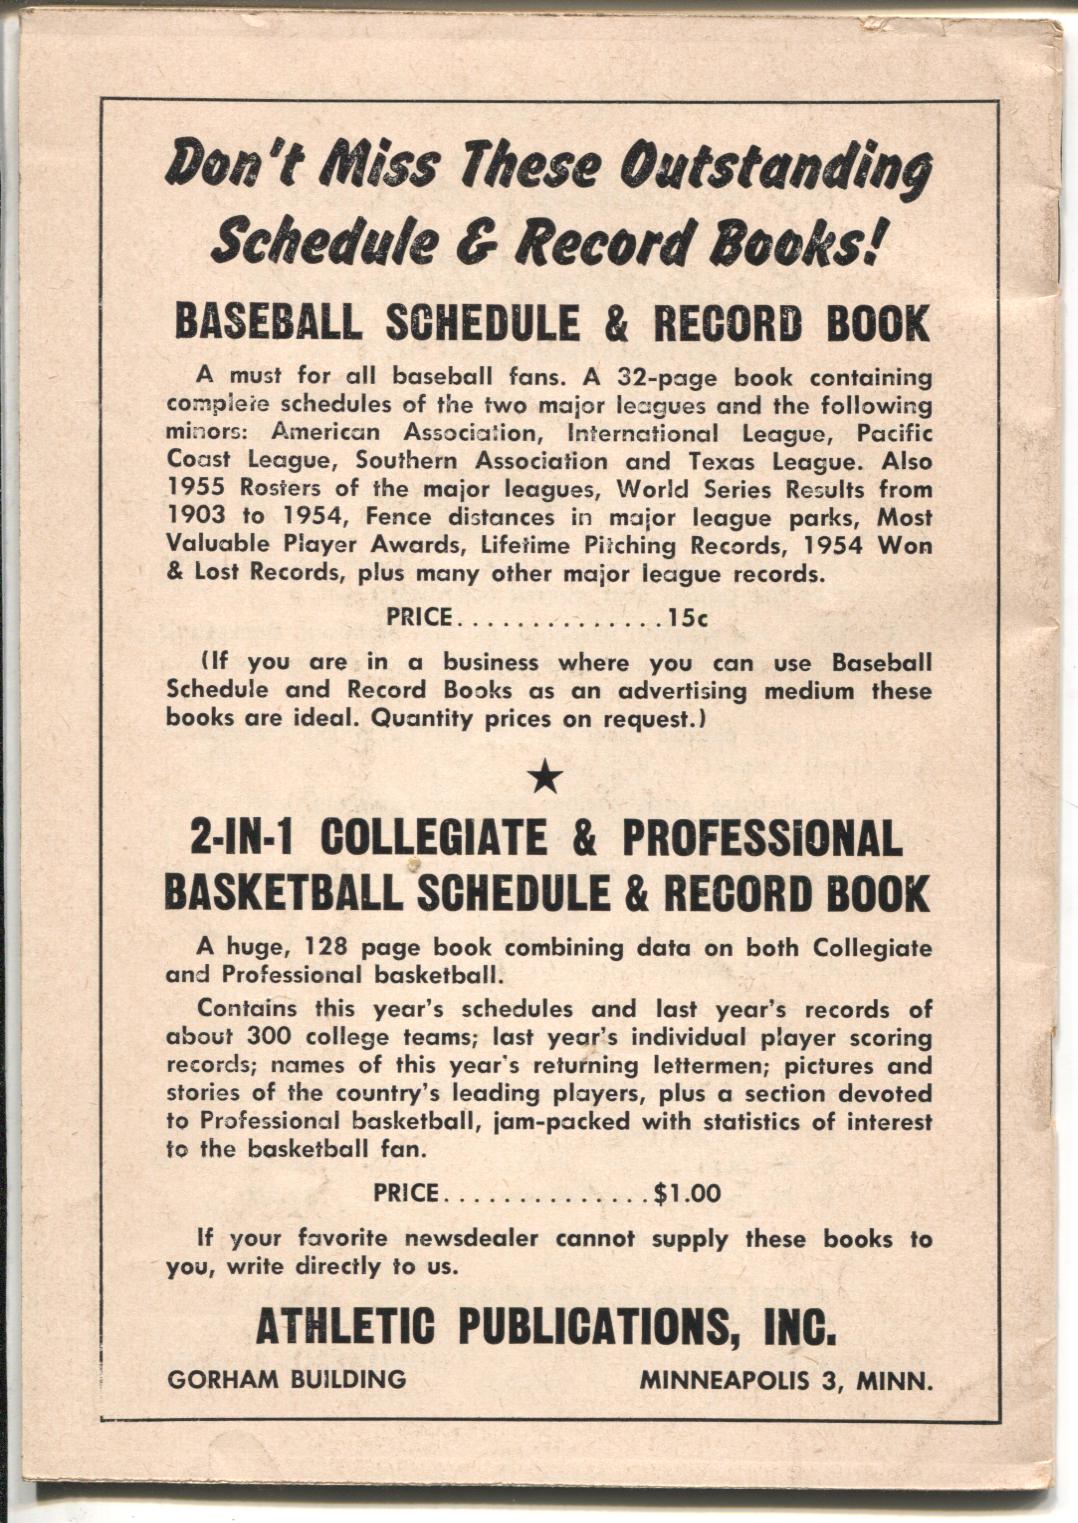 Don't Miss These Outstanding
Schedule & Record Books!
BASEBALL SCHEDULE & RECORD BOOK
A must for all baseball fans. A 32-page book containing
complete schedules of the two major leagues and the following
minors: American Association, International League, Pacific
Coast League, Southern Association and Texas League. Also
1955 Rosters of the major leagues, World Series Results from
1903 to 1954, Fence distances in major league parks, Most
Valuable Player Awards, Lifetime Pitching Records, 1954 Won
& Lost Records, plus many other major league records.
PRICE..............15c
(If you are in a business where you can use Baseball
Schedule and Record Books as an advertising medium these
books are ideal. Quantity prices on request.)
★
2-IN-1 COLLEGIATE & PROFESSIONAL
BASKETBALL SCHEDULE & RECORD BOOK
A huge, 128 page book combining data on both Collegiate
and Professional basketball.
Contains this year's schedules and last year's records of
about 300 college teams; last year's individual player scoring
records; names of this year's returning lettermen; pictures and
stories of the country's leading players, plus a section devoted
to Professional basketball, jam-packed with statistics of interest
to the basketball fan.
PRICE..............$1.00
If your favorite newsdealer cannot supply these books to
you, write directly to us.
ATHLETIC PUBLICATIONS, INC.
GORHAM BUILDING MINNEAPOLIS 3, MINN.